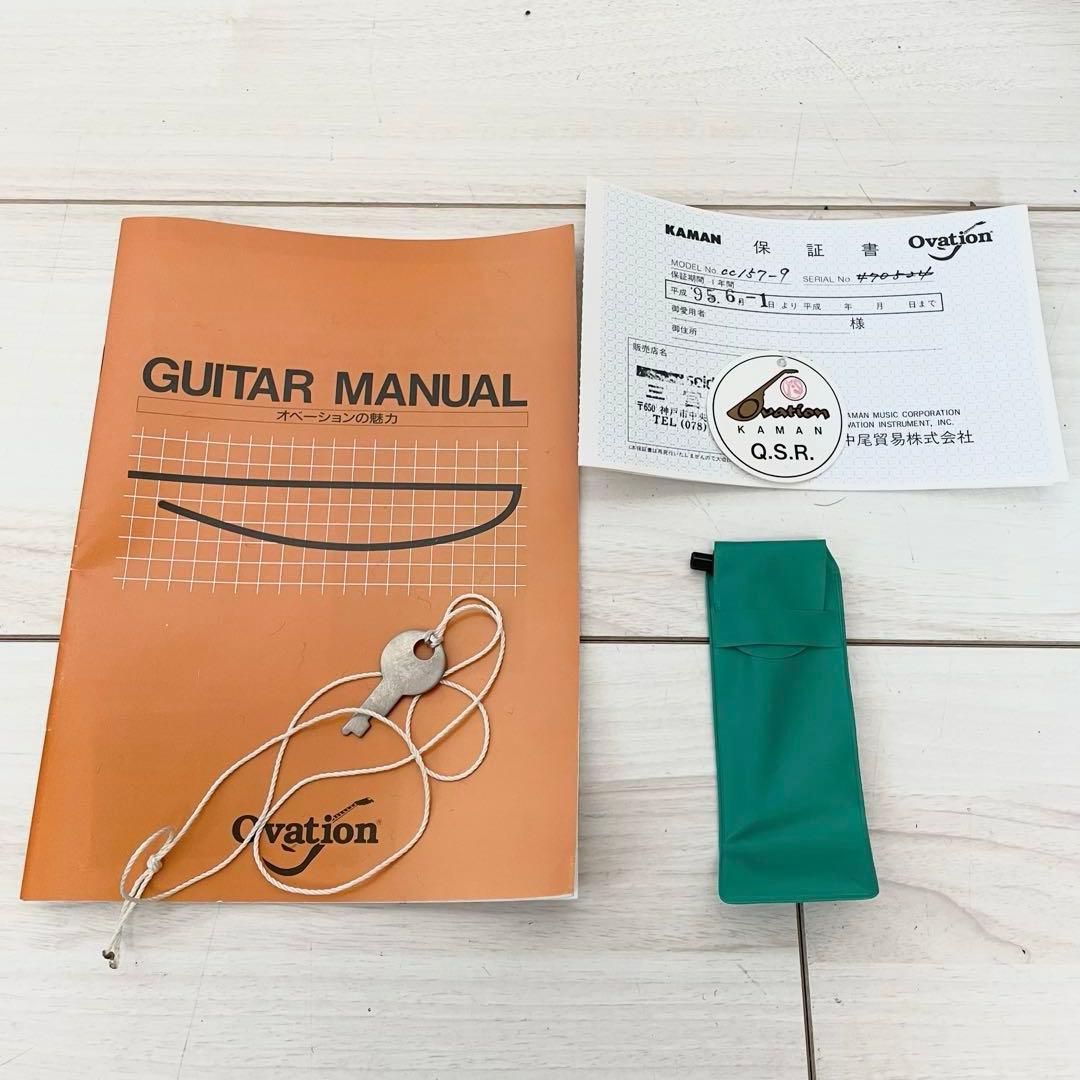 GUITAR MANUAL
オベーションの魅力
Ovation
KAMAN
保証書
Ovation
MODEL No. CC157-9
SERIAL No. 470524
保証期間 1年間
平成 '95.6月-1日より平成 年 月 日まで
御愛用者 様
御住所
販売店名
seid
〒650 神戸市中央
TEL (078)
KAMAN MUSIC CORPORATION
OVATION INSTRUMENT, INC.
中尾貿易株式会社
Ovation
KAMAN
Q.S.R.